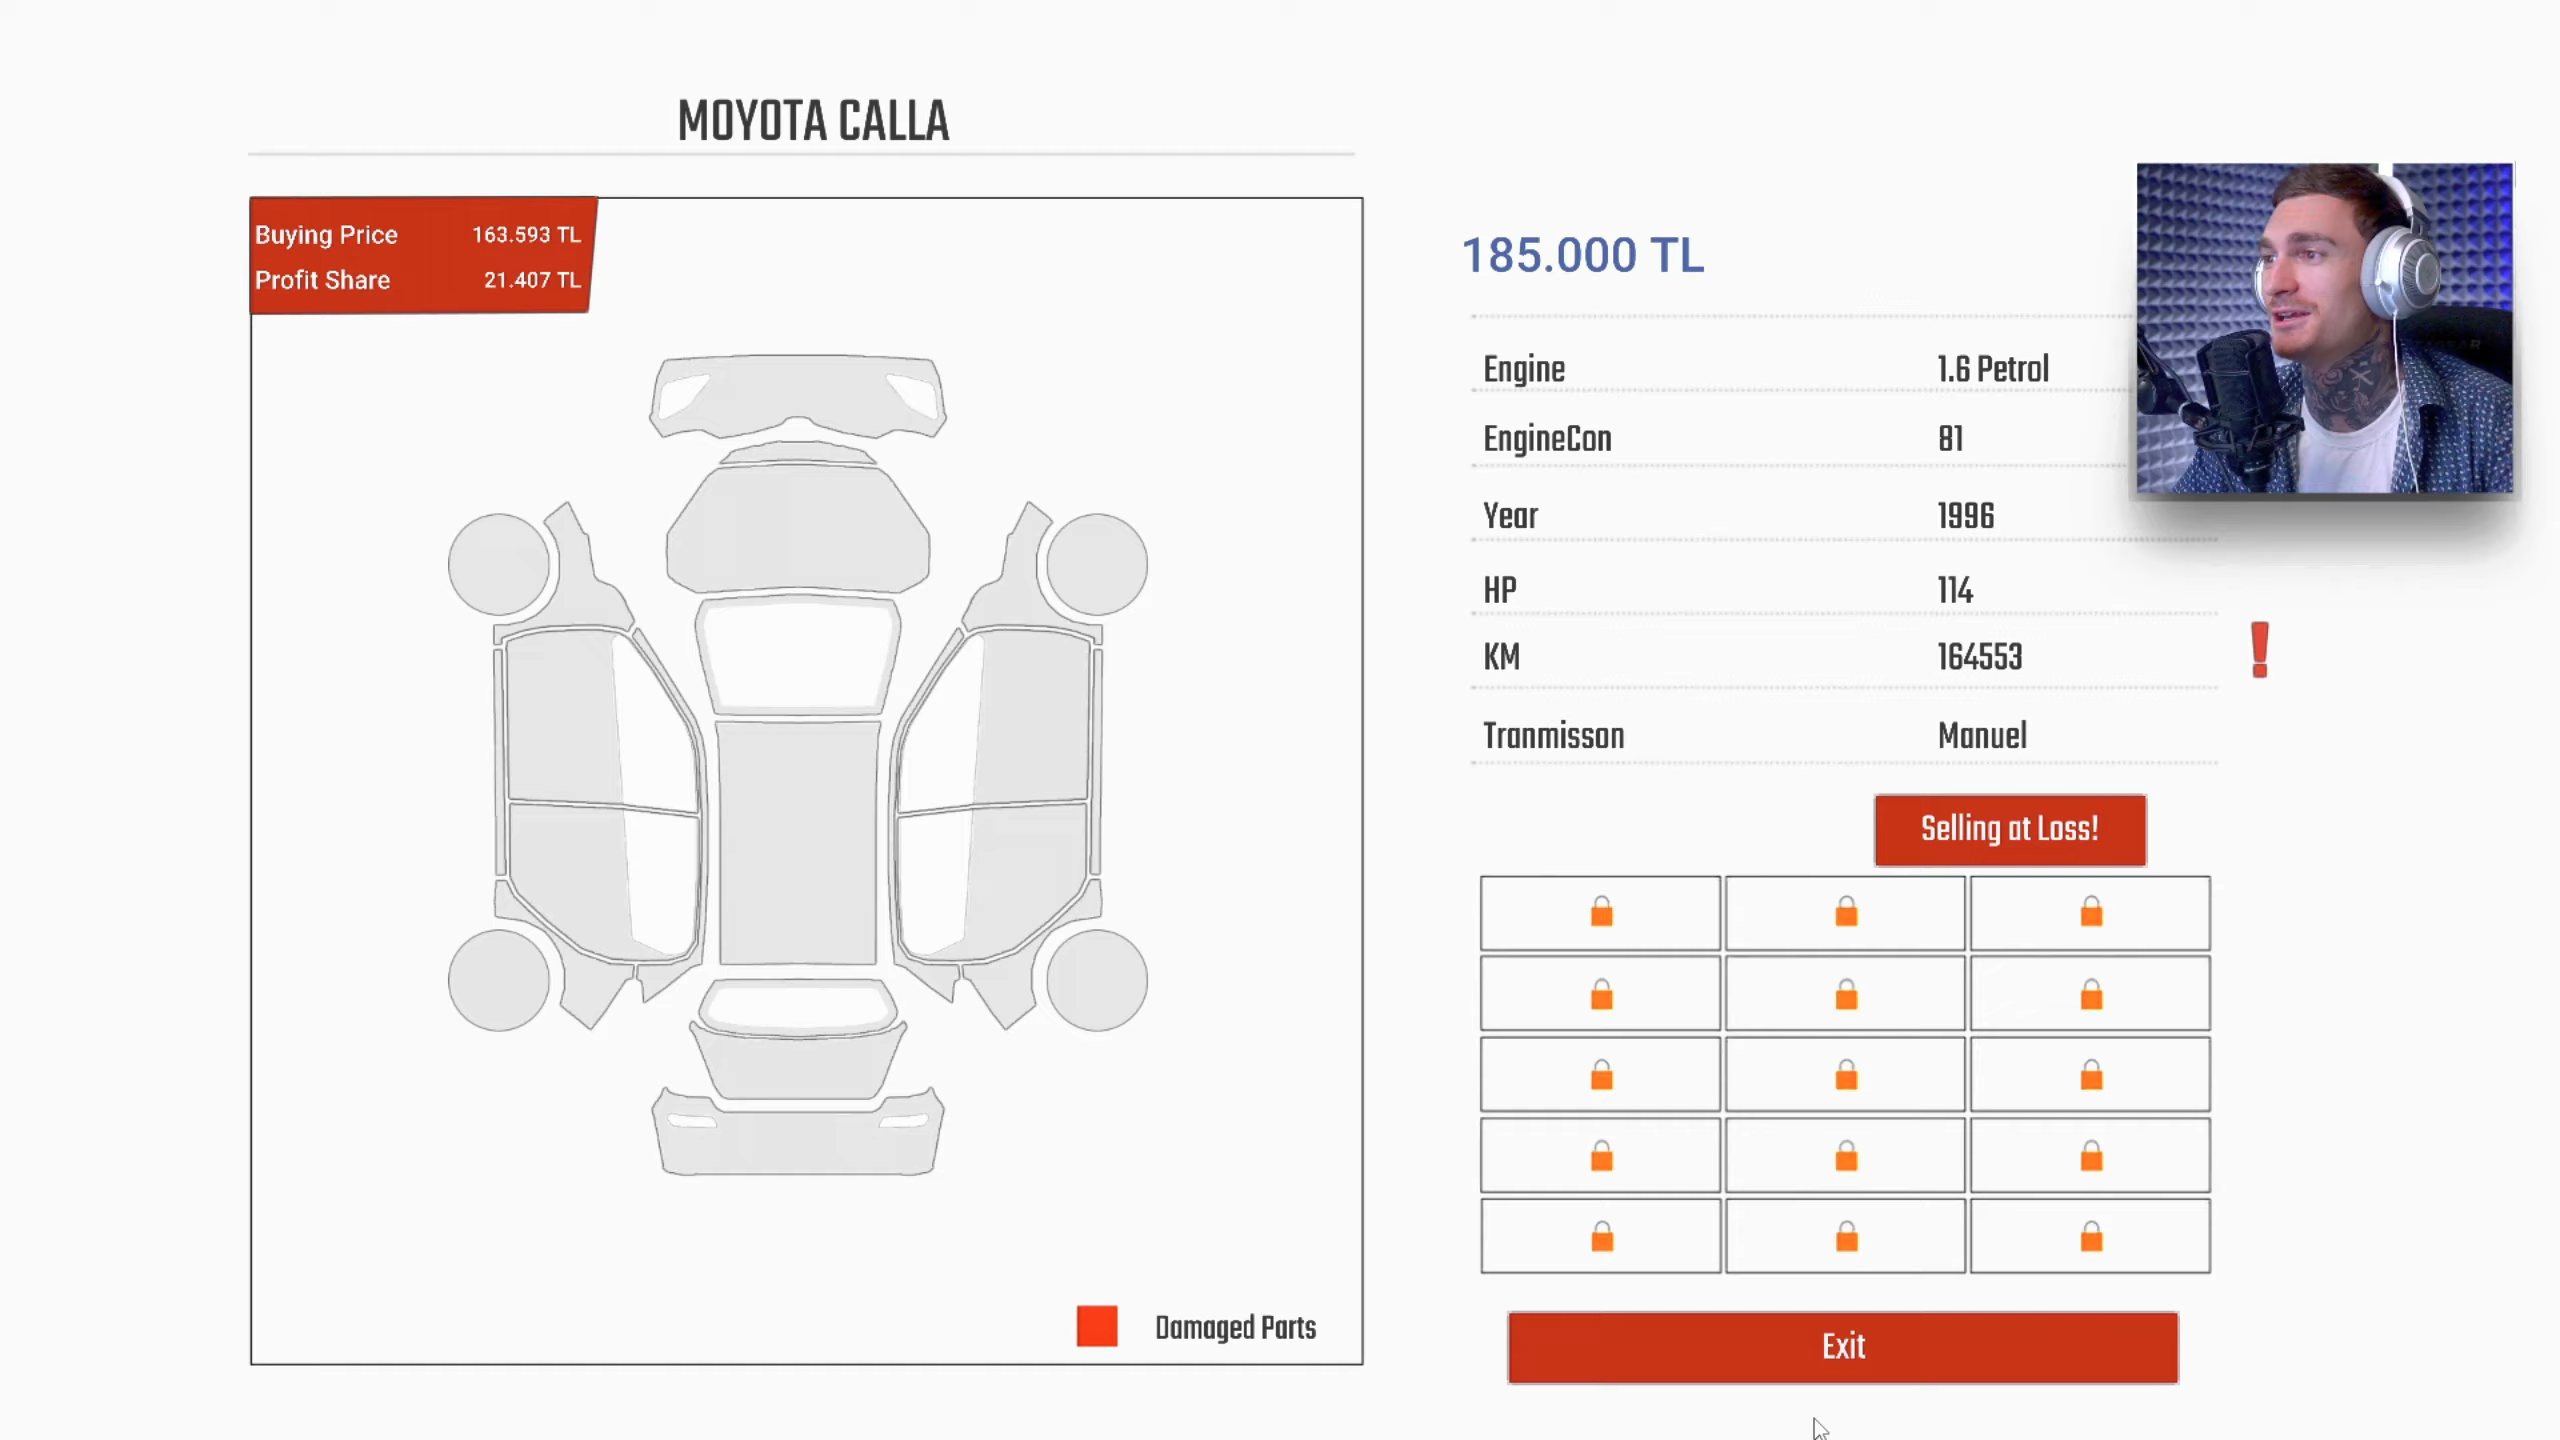 MOYOTA CALLA
Buying Price 163.593 TL
Profit Share 21.407 TL
185.000 TL
Engine 1.6 Petrol
EngineCon 81
Year 1996
HP 114
KM 164553
Tranmisson Manuel
Selling at Loss!
Damaged Parts
Exit